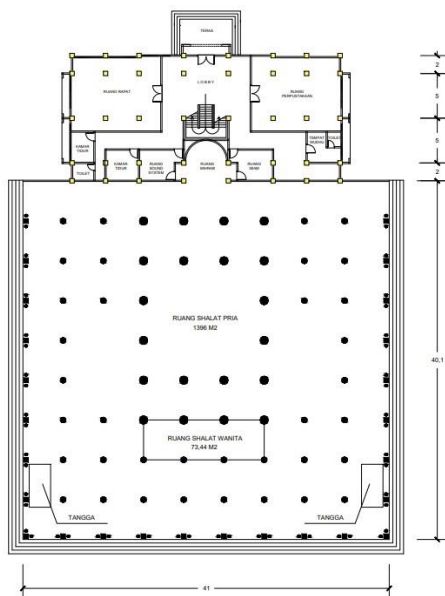 TERAS
LOBBY
RUANG RAPAT
RUANG
PERPUSTAKAAN
KAMAR
TIDUR
TOILET
KAMAR
TIDUR
RUANG
SOUND
SYSTEM
RUANG
MIHRAB
RUANG
TEMPAT
WUDHU
TOILET
2
5
5
2
RUANG SHALAT PRIA
1396 M2
40,1
RUANG SHALAT WANITA
73,44 M2
TANGGA
TANGGA
41